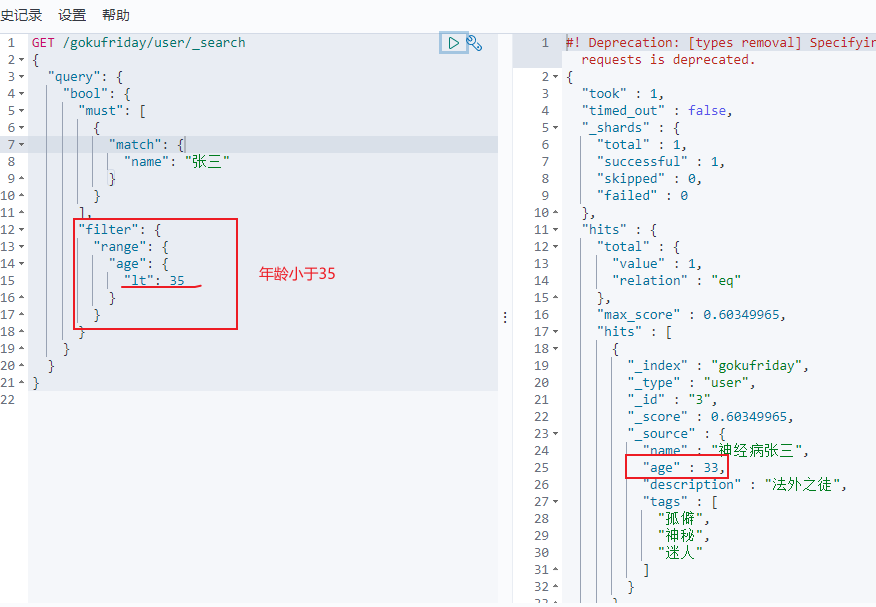 史记录 设置 帮助
1 GET /gokufriday/user/_search
2 {
3 "query": {
4 "bool": {
5 "must": [
6 {
7 "match": {
8 "name": "张三"
9 }
10 }
11 ],
12 "filter": {
13 "range": {
14 "age": {
15 "lt": 35
16 }
17 }
18 }
19 }
20 }
21 }
22
年龄小于35
1 #! Deprecation: [types removal] Specifyin
requests is deprecated.
2 {
3 "took" : 1,
4 "timed_out" : false,
5 "_shards" : {
6 "total" : 1,
7 "successful" : 1,
8 "skipped" : 0,
9 "failed" : 0
10 },
11 "hits" : {
12 "total" : {
13 "value" : 1,
14 "relation" : "eq"
15 },
16 "max_score" : 0.60349965,
17 "hits" : [
18 {
19 "_index" : "gokufriday",
20 "_type" : "user",
21 "_id" : "3",
22 "_score" : 0.60349965,
23 "_source" : {
24 "name" : "神经病张三",
25 "age" : 33,
26 "description" : "法外之徒",
27 "tags" : [
28 "孤僻",
29 "神秘",
30 "迷人"
31 ]
32 }
33 }